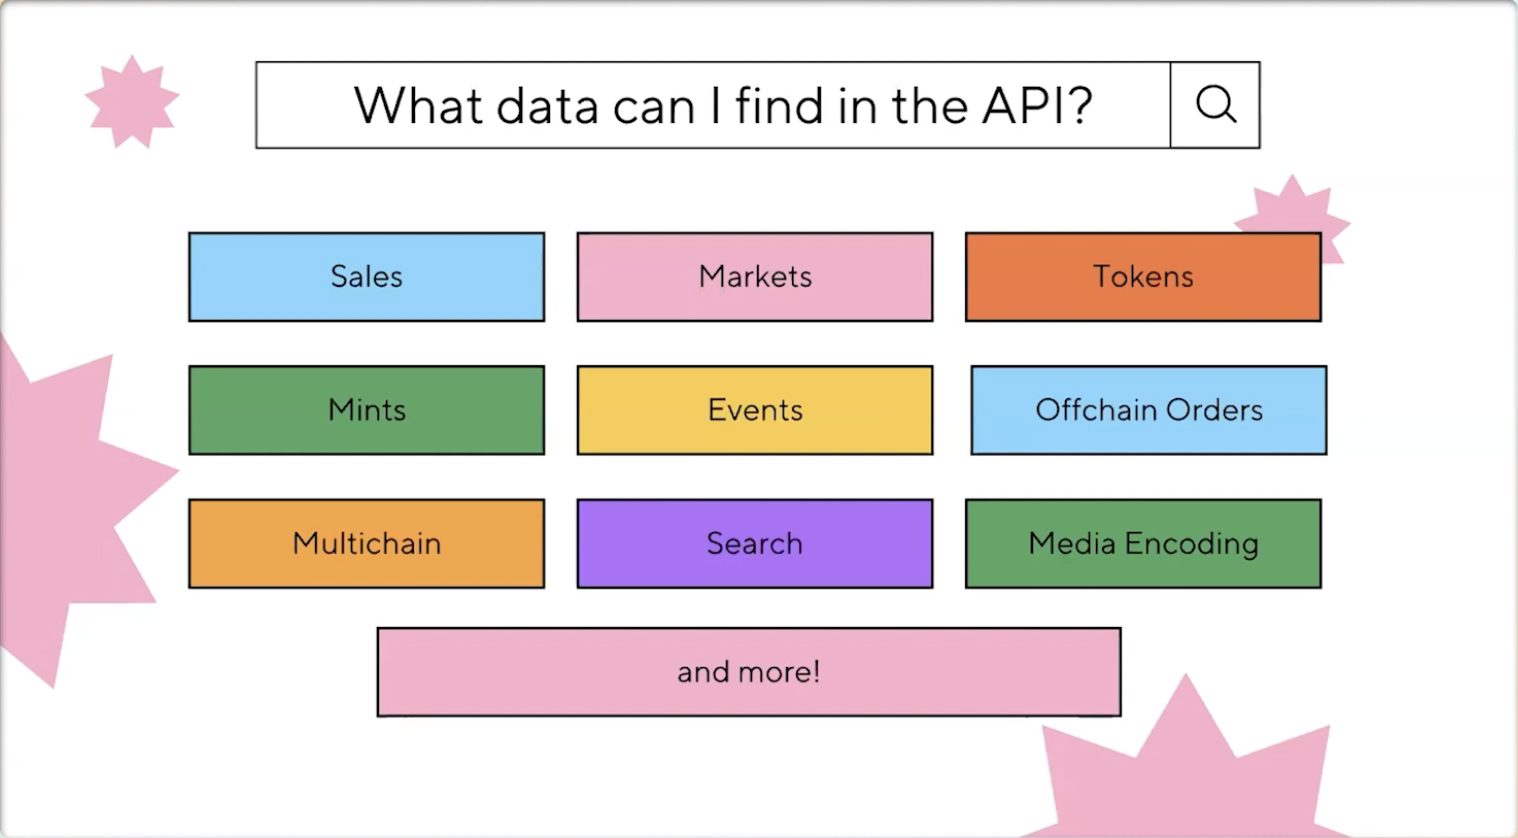 What data can I find in the API?
Sales
Markets
Tokens
Mints
Events
Offchain Orders
Multichain
Search
Media Encoding
and more!